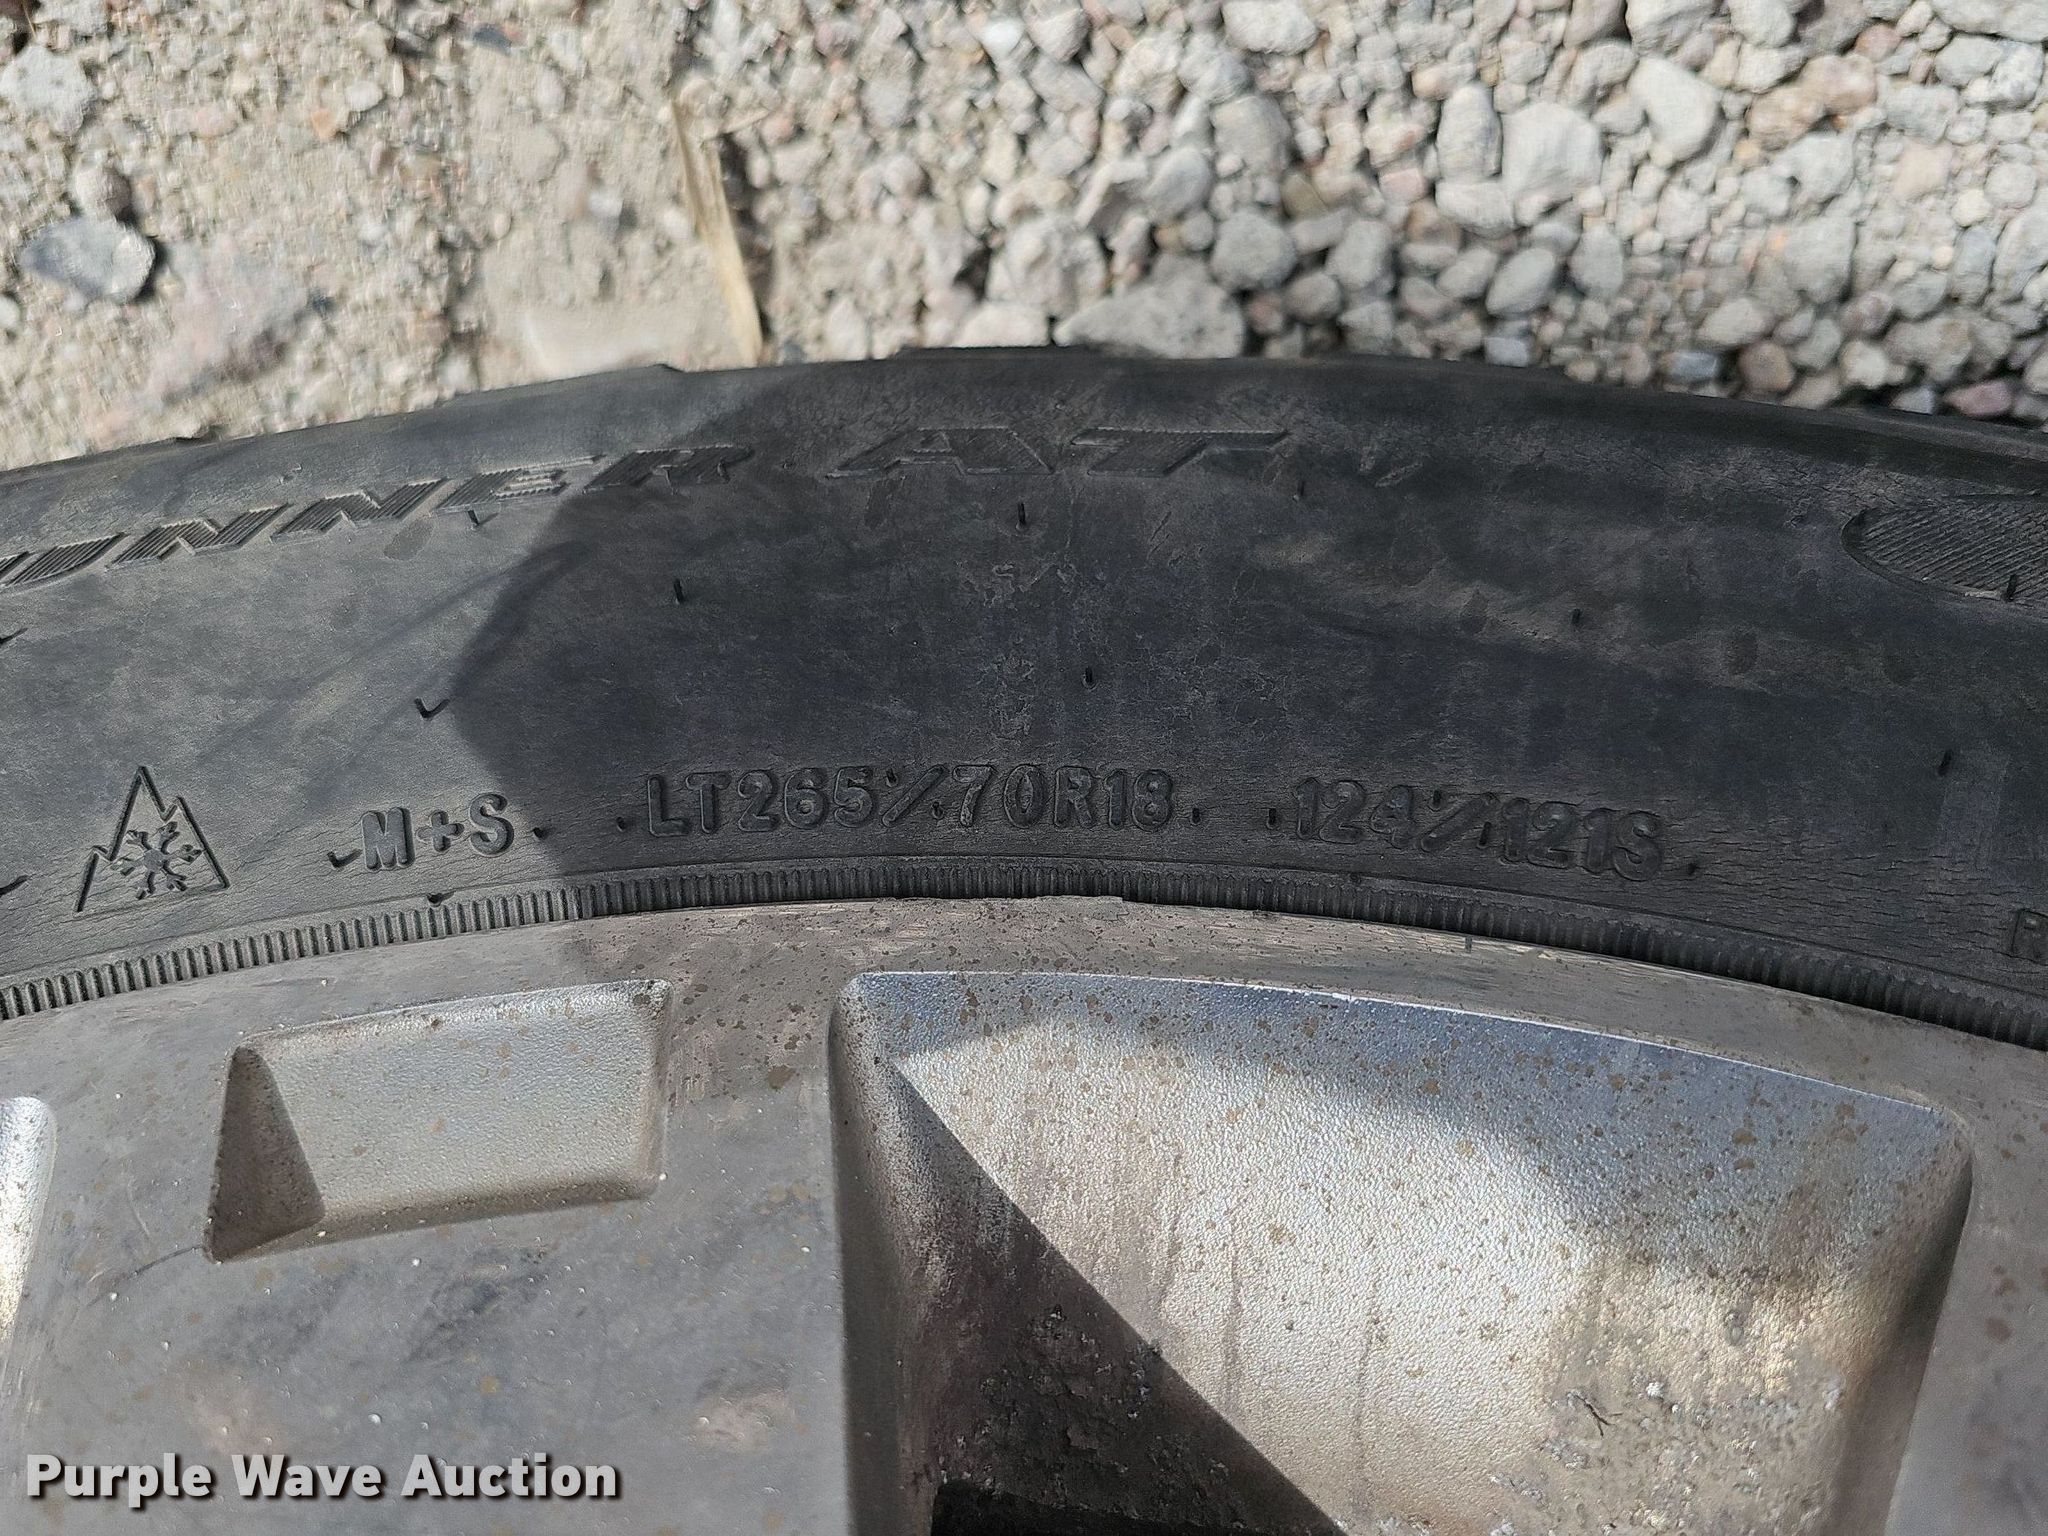 UNNER AT
M+S LT265/70R18 124/121S
Purple Wave Auction